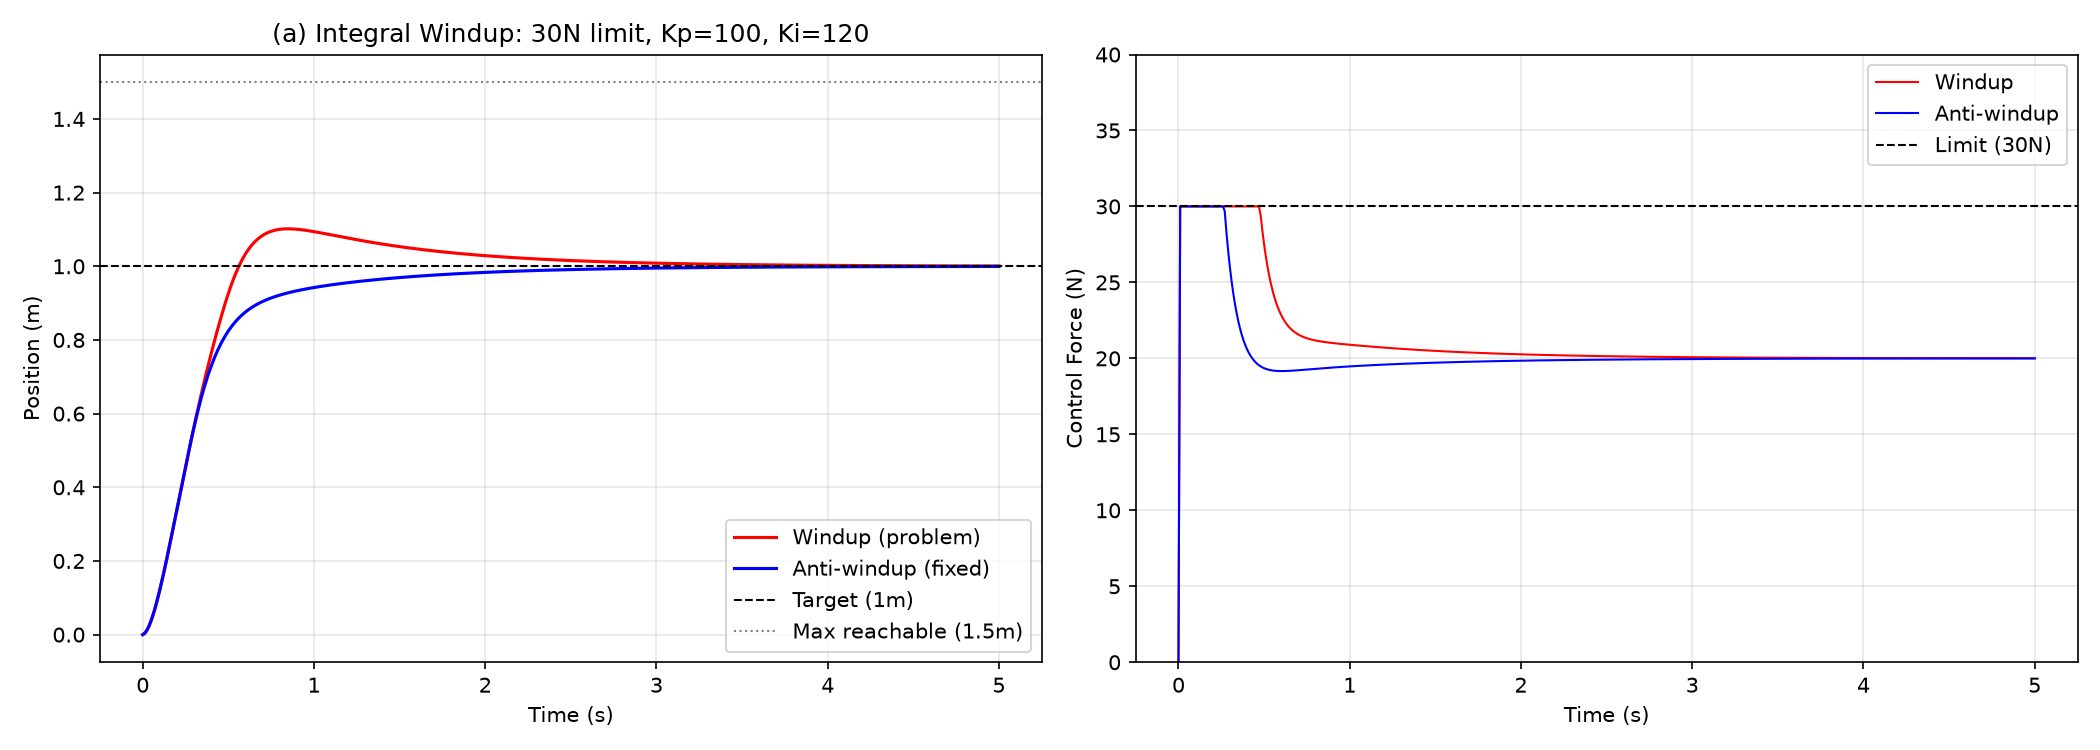 (a) Integral Windup: 30N limit, Kp=100, Ki=120
Position (m)
1.4
1.2
1.0
0.8
0.6
0.4
0.2
0.0
Windup (problem)
Anti-windup (fixed)
Target (1m)
Max reachable (1.5m)
0 1 2 3 4 5
Time (s)
Control Force (N)
40
35
30
25
20
15
10
5
0
Windup
Anti-windup
Limit (30N)
0 1 2 3 4 5
Time (s)